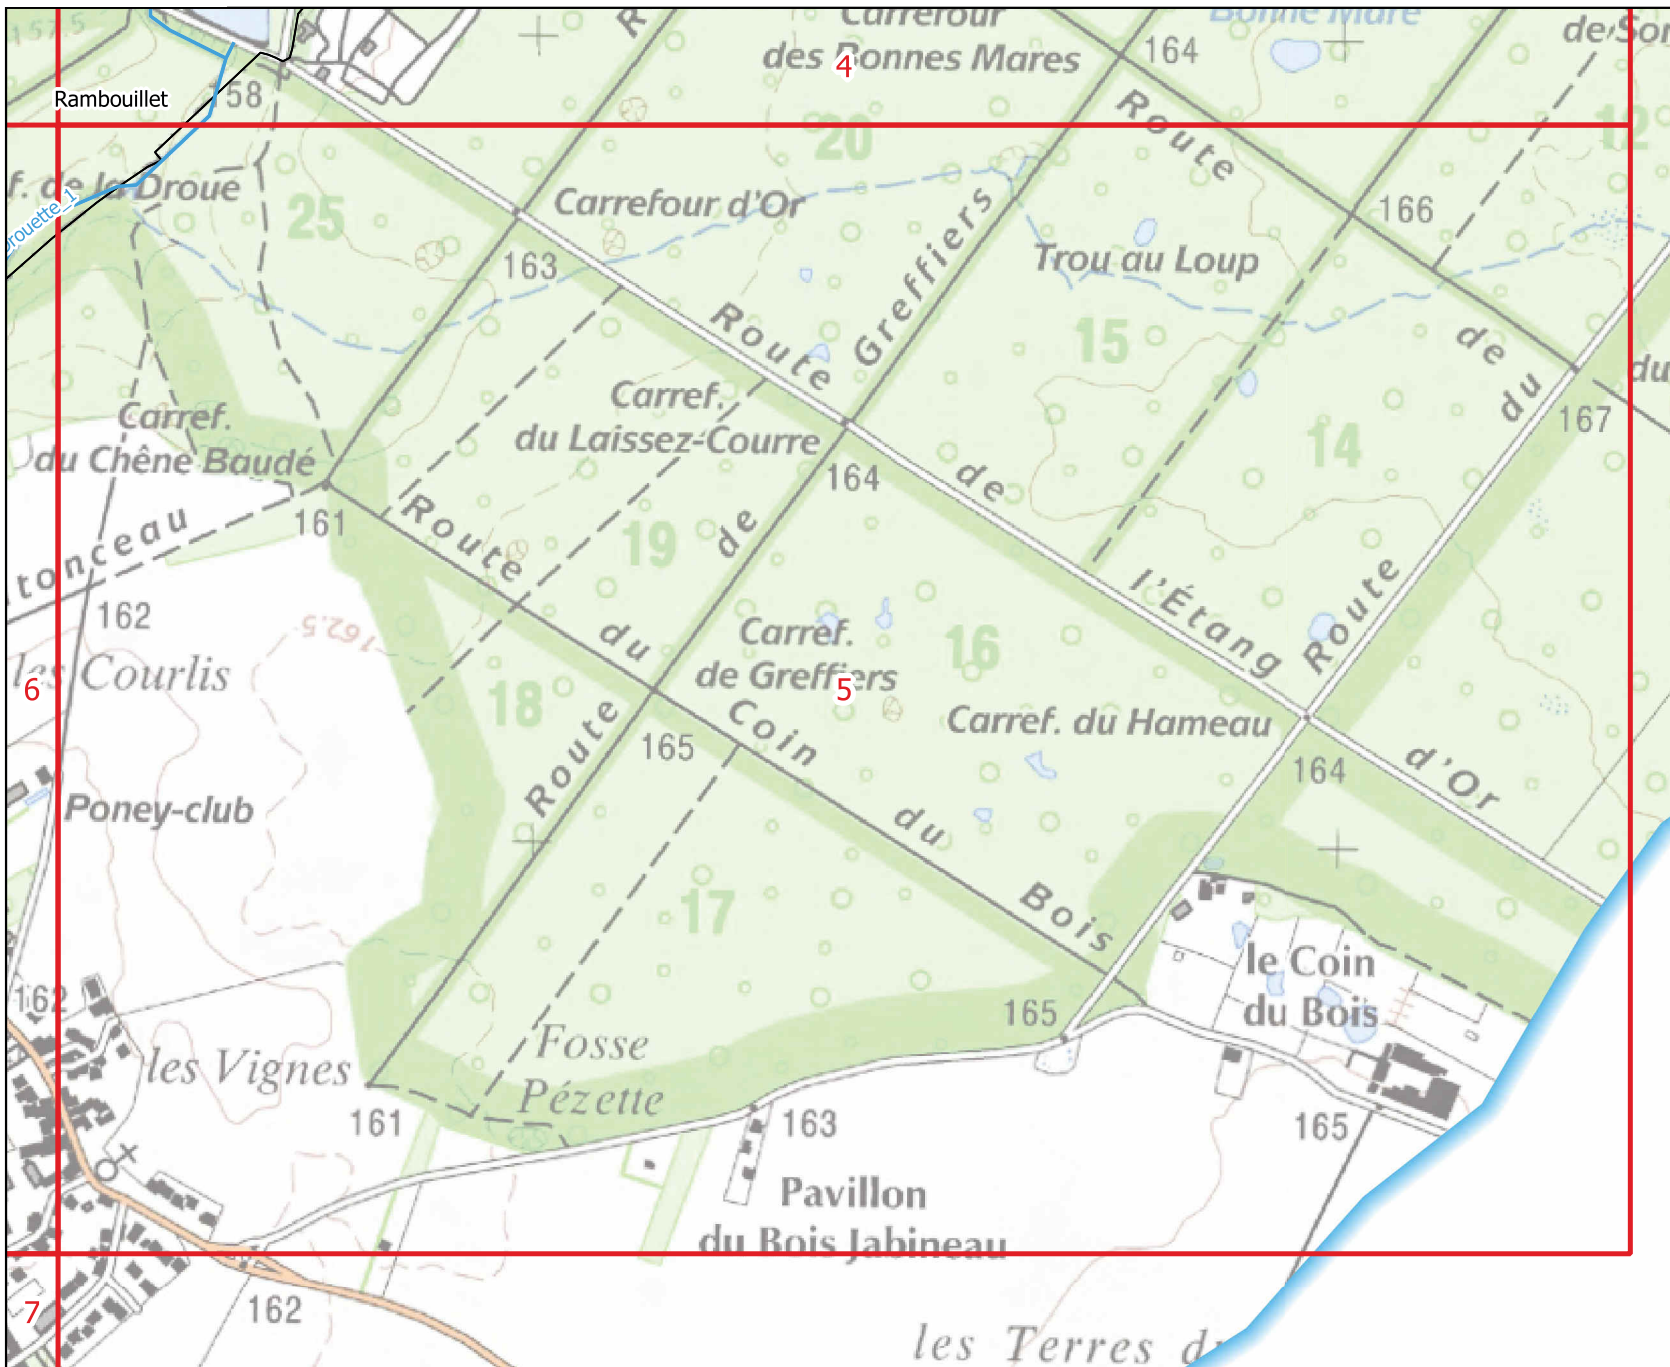 157.5
R
Carrefour
des Bonnes Mares
4
Bonne Mare
164
Rambouillet
58
20
12
Route
f. de la Droue
Drouette_1
25
Carrefour d'Or
163
166
Trou au Loup
Route de Greffiers
15
Route de l'Étang d'Or
de
du
Carref.
du Laissez-Courre
167
Carref.
du Chêne Baudé
14
164
161
tonceau
Route du Coin du Bois
19
162
162.5
Carref.
de Greffiers
16
5
les Courlis
6
18
Carref. du Hameau
Route
165
164
Poney-club
17
le Coin
du Bois
162
165
Fosse
Pézette
les Vignes
161
163
165
Pavillon
du Bois Jabineau
7
162
les Terres